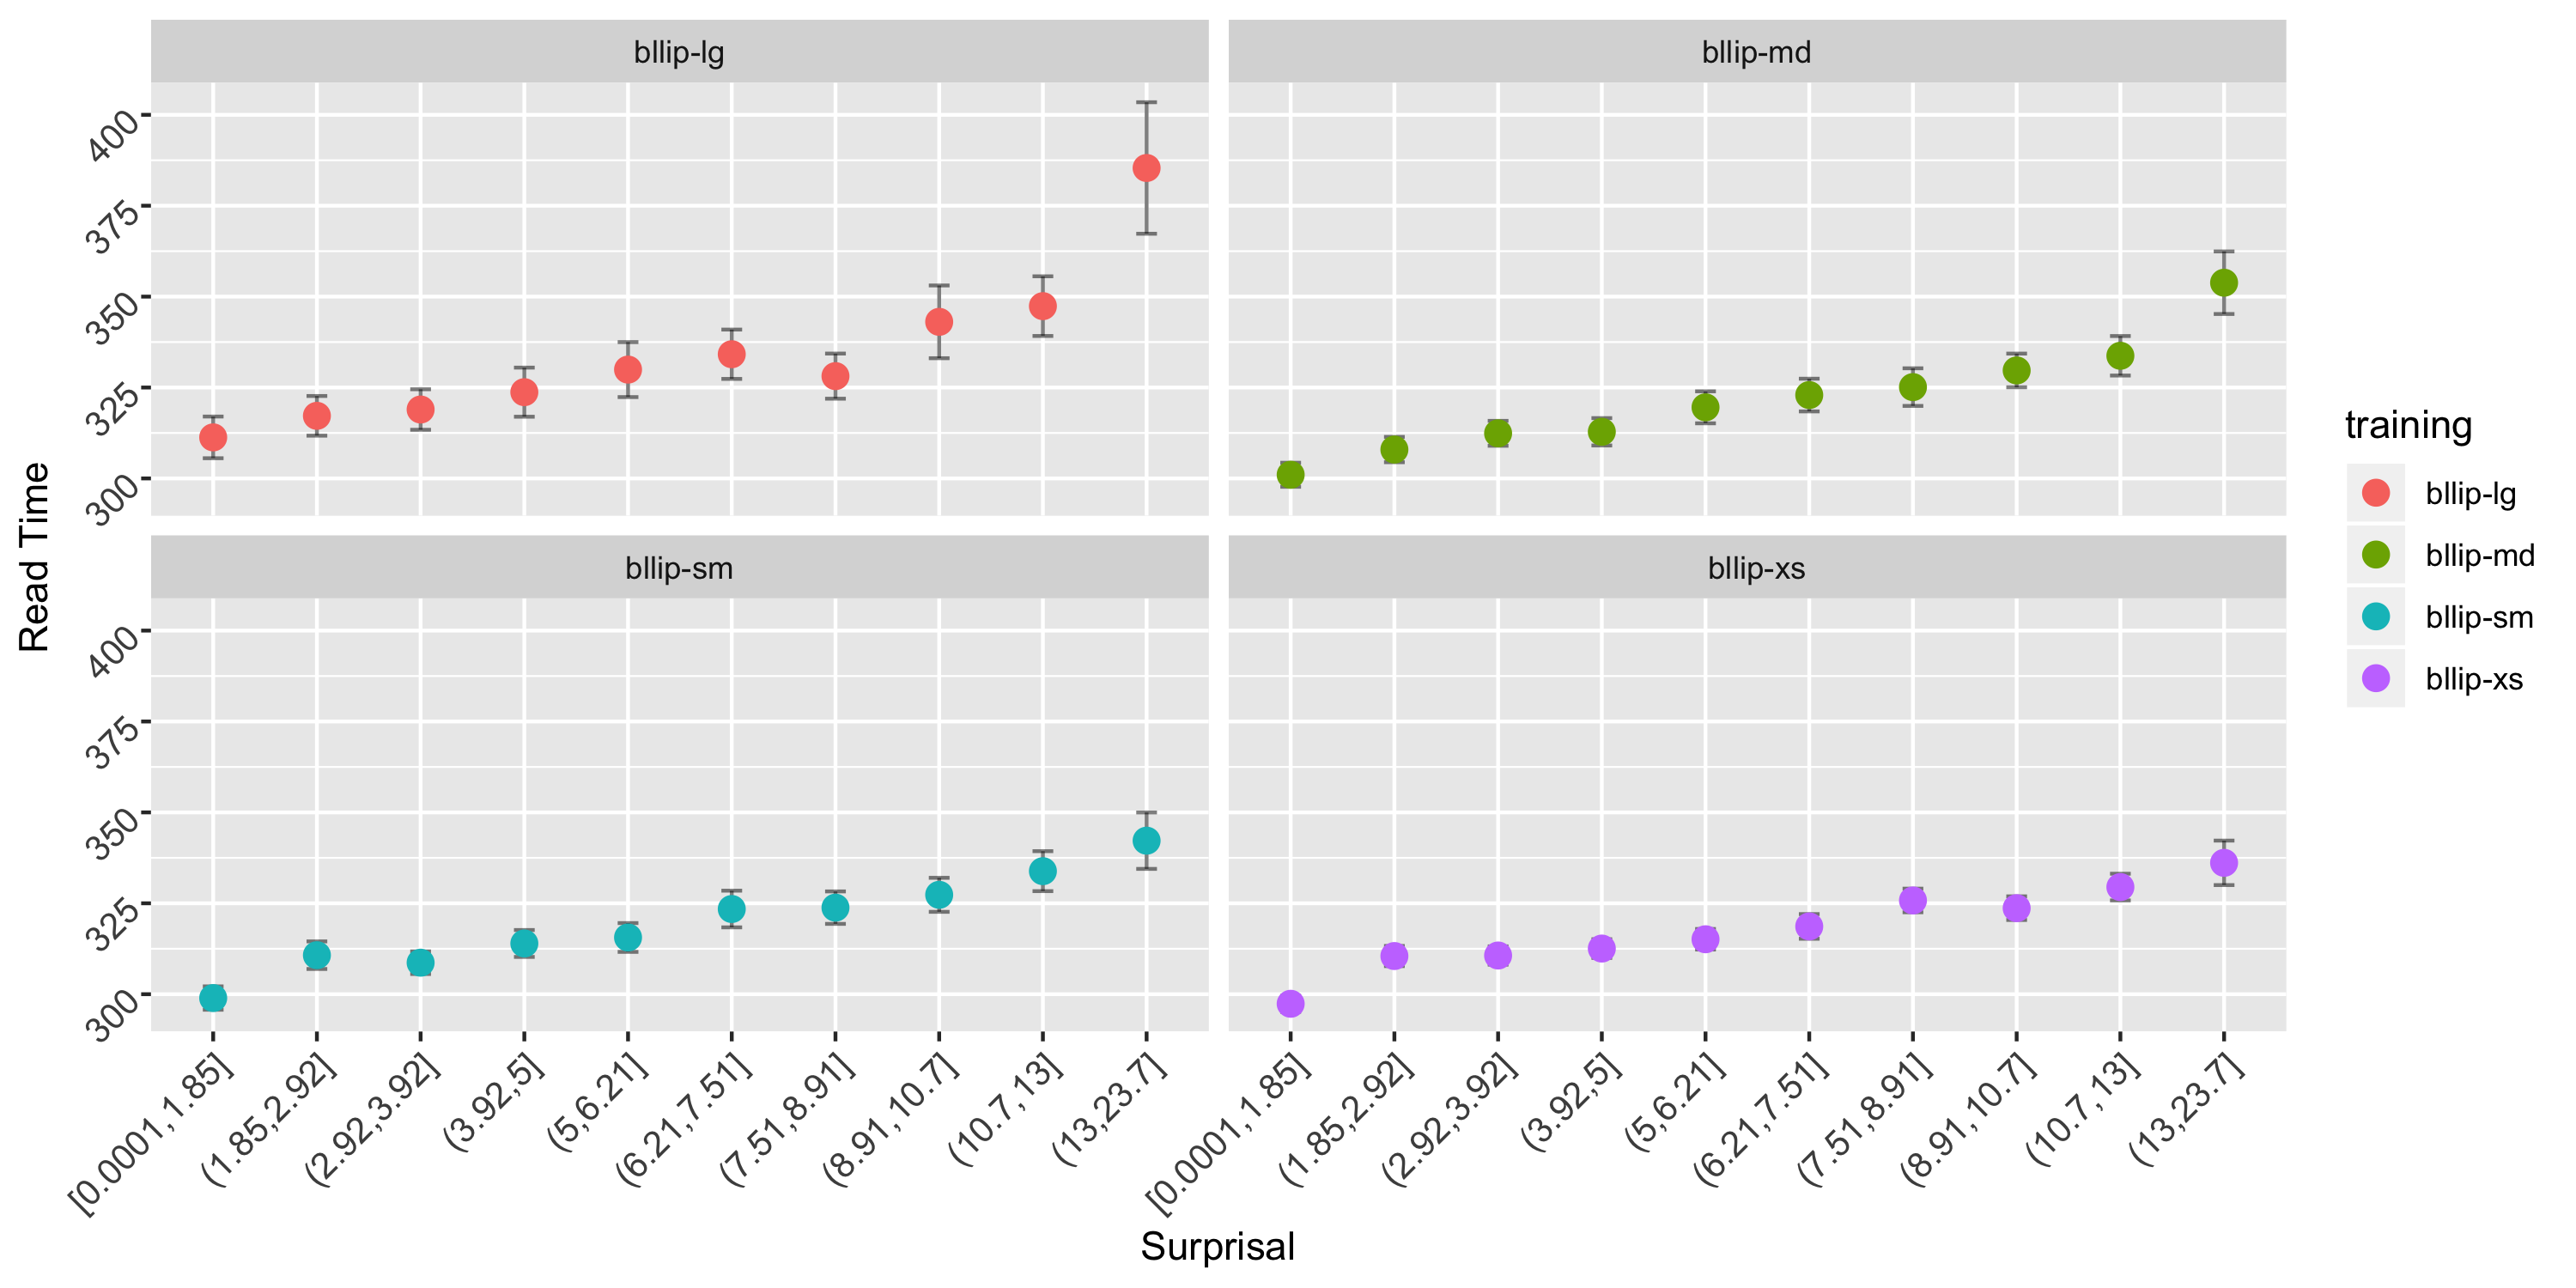 bllip-lg
bllip-md
400
375
350
325
300
bllip-sm
bllip-xs
400
375
350
325
300
Read Time
[0.0001,1.85]
(1.85,2.92]
(2.92,3.92]
(3.92,5]
(5,6.21]
(6.21,7.51]
(7.51,8.91]
(8.91,10.7]
(10.7,13]
(13,23.7]
[0.0001,1.85]
(1.85,2.92]
(2.92,3.92]
(3.92,5]
(5,6.21]
(6.21,7.51]
(7.51,8.91]
(8.91,10.7]
(10.7,13]
(13,23.7]
Surprisal
training
bllip-lg
bllip-md
bllip-sm
bllip-xs